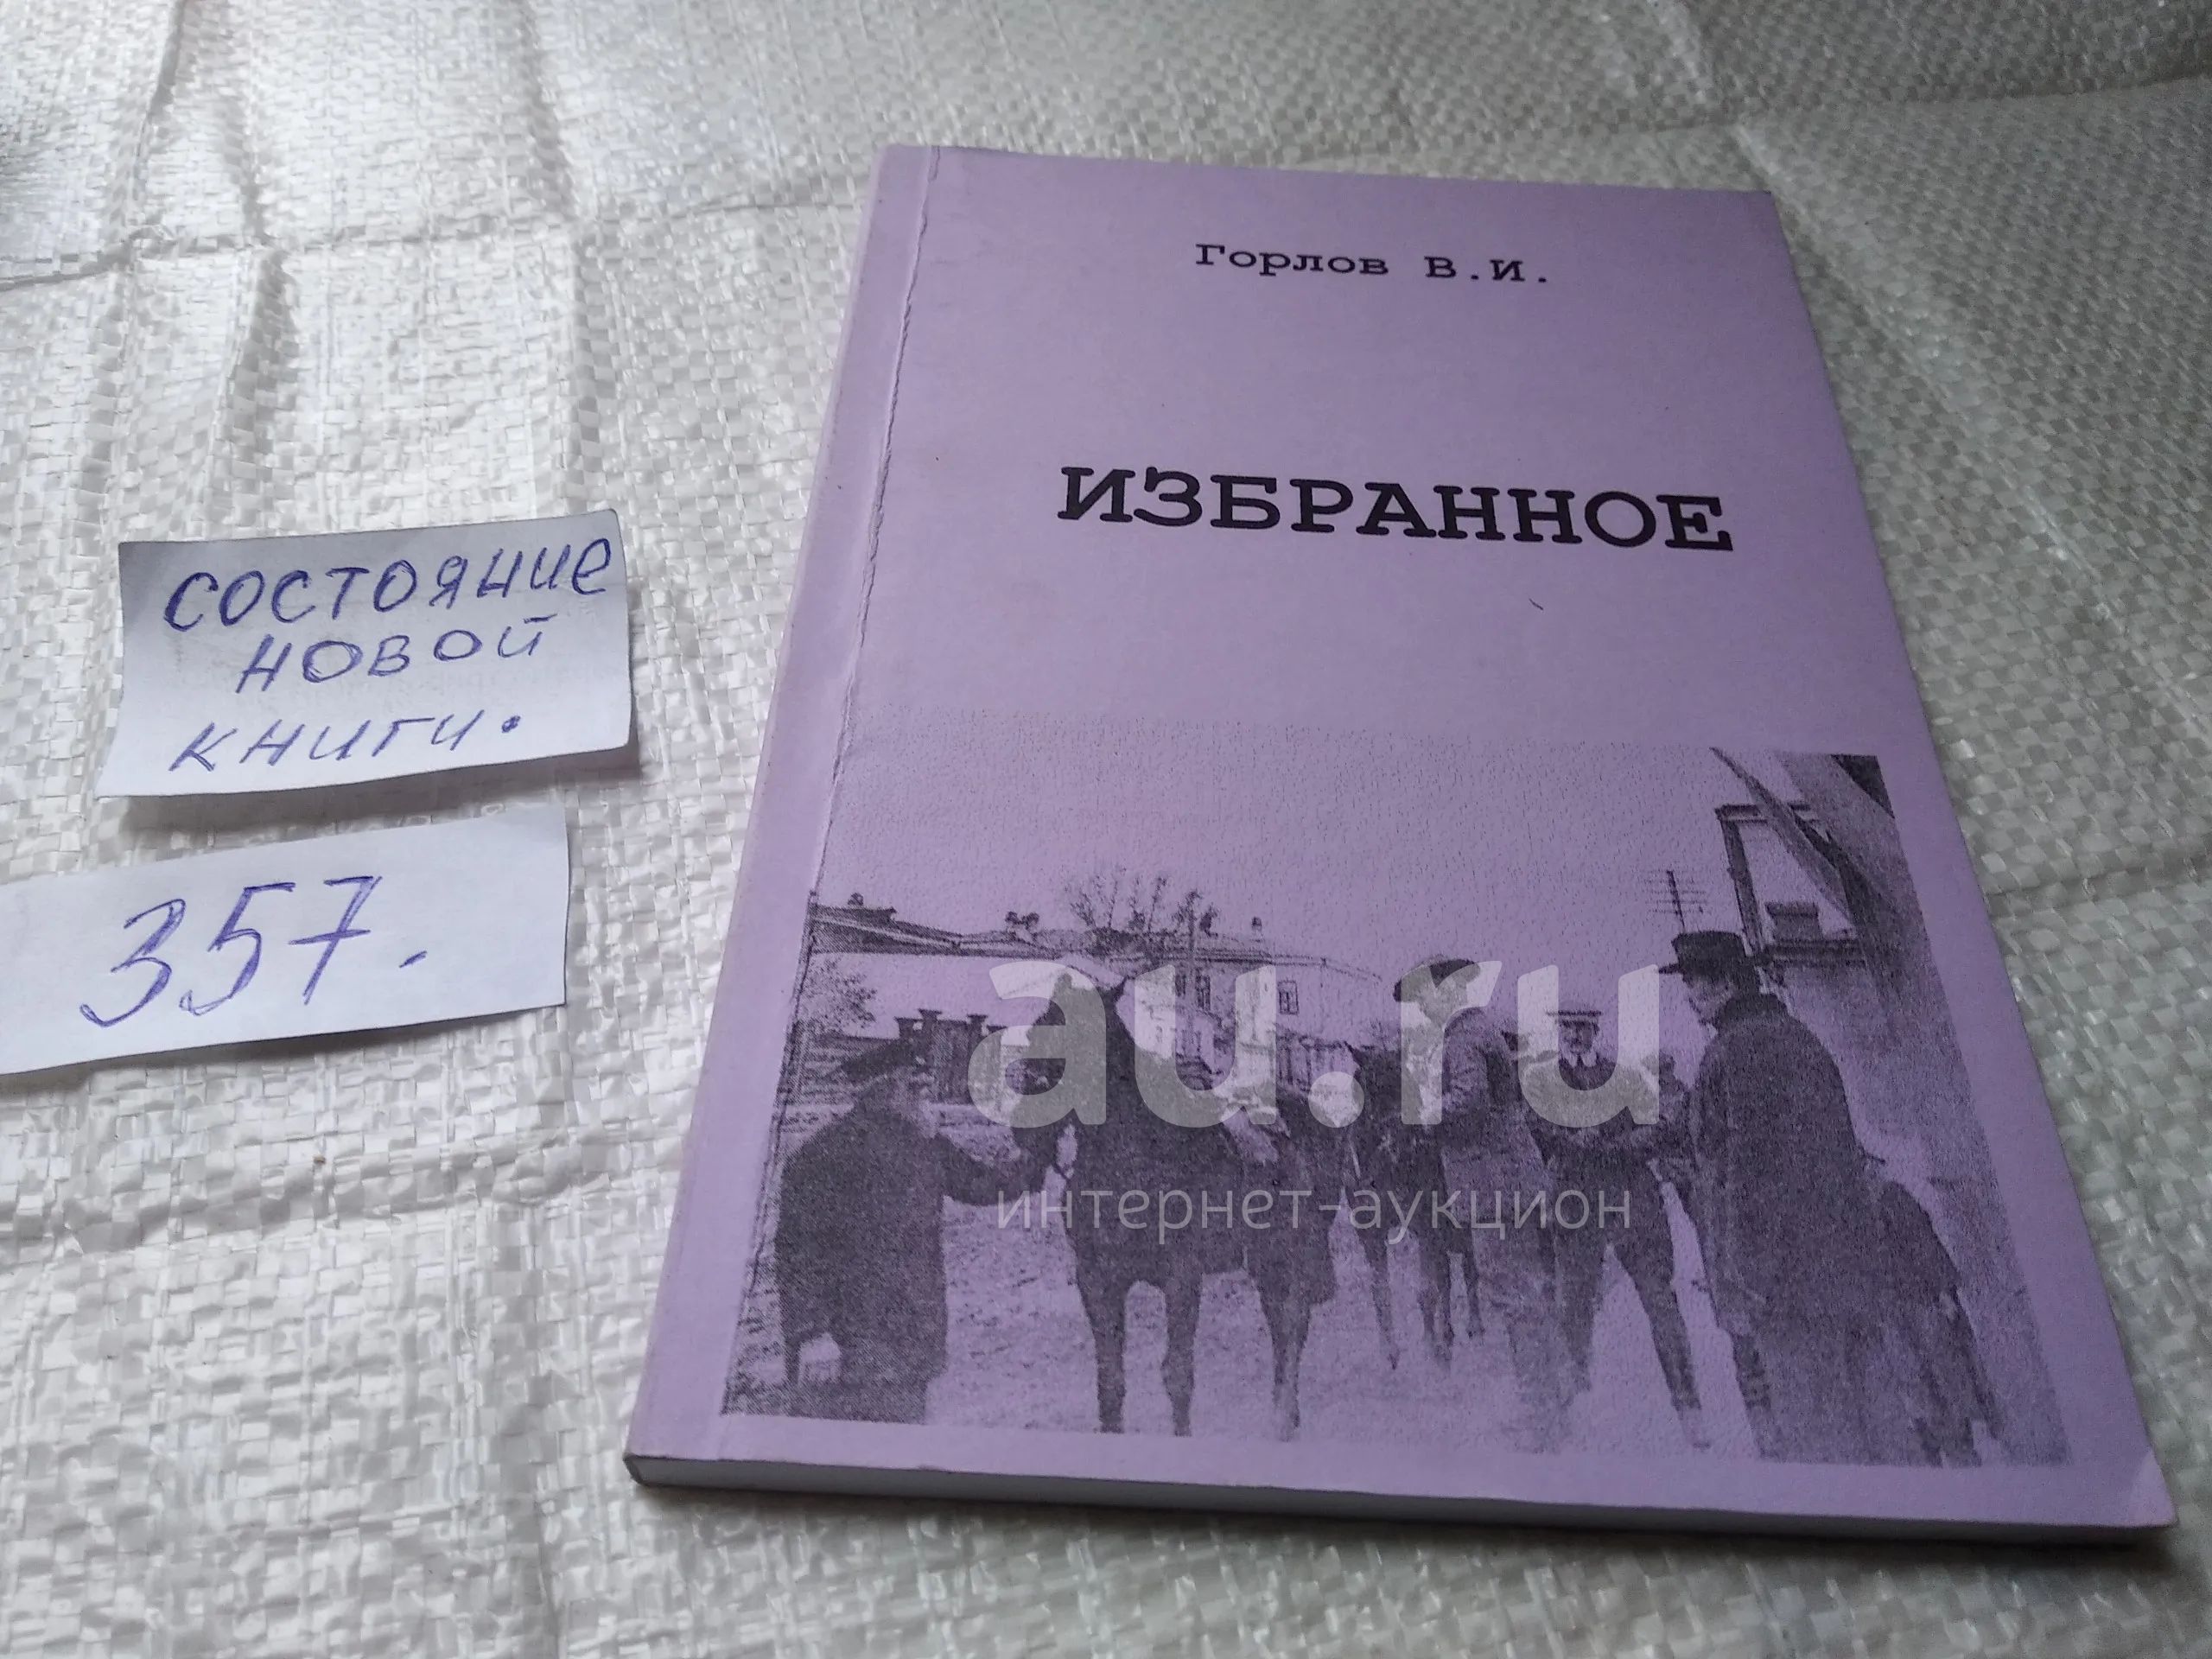 Горлов В.И.
ИЗБРАННОЕ
состояние
новой
книги.
357.
au.ru
интернет-аукцион